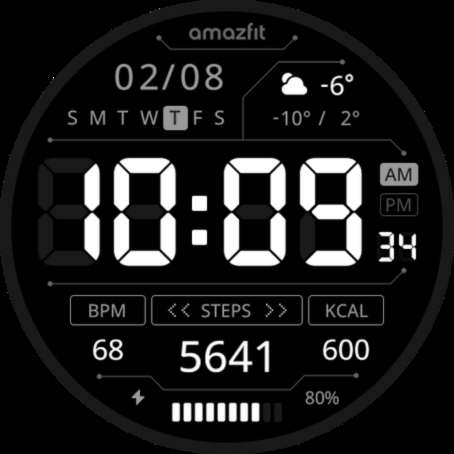 amazfit
02/08
-6°
S M T W T F S
-10° / 2°
10:09
AM
PM
34
BPM
<< STEPS >>
KCAL
68
5641
600
80%